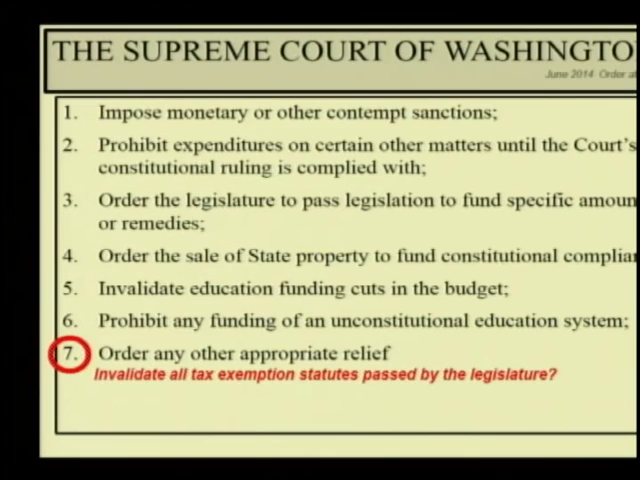 THE SUPREME COURT OF WASHINGTO
June 2014 Order
1. Impose monetary or other contempt sanctions;
2. Prohibit expenditures on certain other matters until the Court's
constitutional ruling is complied with;
3. Order the legislature to pass legislation to fund specific amoun
or remedies;
4. Order the sale of State property to fund constitutional complian
5. Invalidate education funding cuts in the budget;
6. Prohibit any funding of an unconstitutional education system;
7. Order any other appropriate relief
Invalidate all tax exemption statutes passed by the legislature?